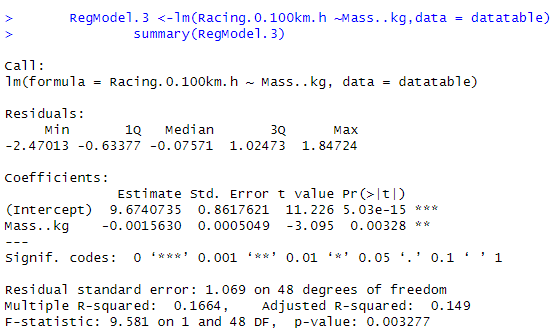 >       RegModel.3 <-lm(Racing.0.100km.h ~Mass..kg,data = datatable)
>               summary(RegModel.3)
Call:
lm(formula = Racing.0.100km.h ~ Mass..kg, data = datatable)
Residuals:
     Min       1Q   Median       3Q      Max
-2.47013 -0.63377 -0.07571  1.02473  1.84724
Coefficients:
              Estimate Std. Error t value Pr(>|t|)
(Intercept)  9.6740735  0.8617621  11.226 5.03e-15 ***
Mass..kg    -0.0015630  0.0005049  -3.095  0.00328 **
---
Signif. codes:  0 ‘***’ 0.001 ‘**’ 0.01 ‘*’ 0.05 ‘.’ 0.1 ‘ ’ 1
Residual standard error: 1.069 on 48 degrees of freedom
Multiple R-squared:  0.1664,    Adjusted R-squared:  0.149
F-statistic: 9.581 on 1 and 48 DF,  p-value: 0.003277